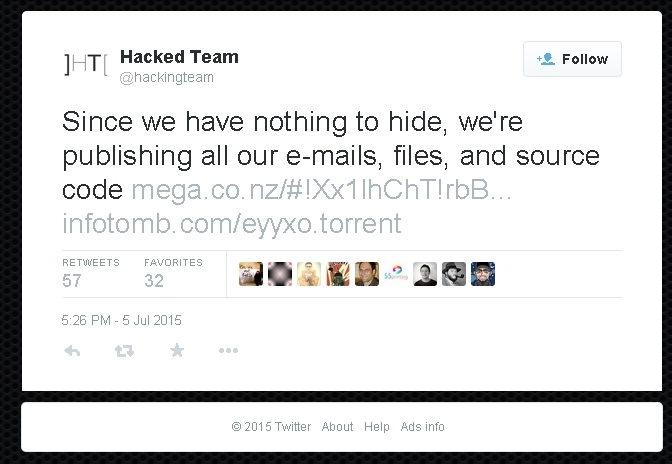 ]HT[ Hacked Team
@hackingteam
Follow
Since we have nothing to hide, we're
publishing all our e-mails, files, and source
code mega.co.nz/#!Xx1lhChT!rbB...
infotomb.com/eyyxo.torrent
RETWEETS FAVORITES
57 32
5:26 PM - 5 Jul 2015
© 2015 Twitter About Help Ads info